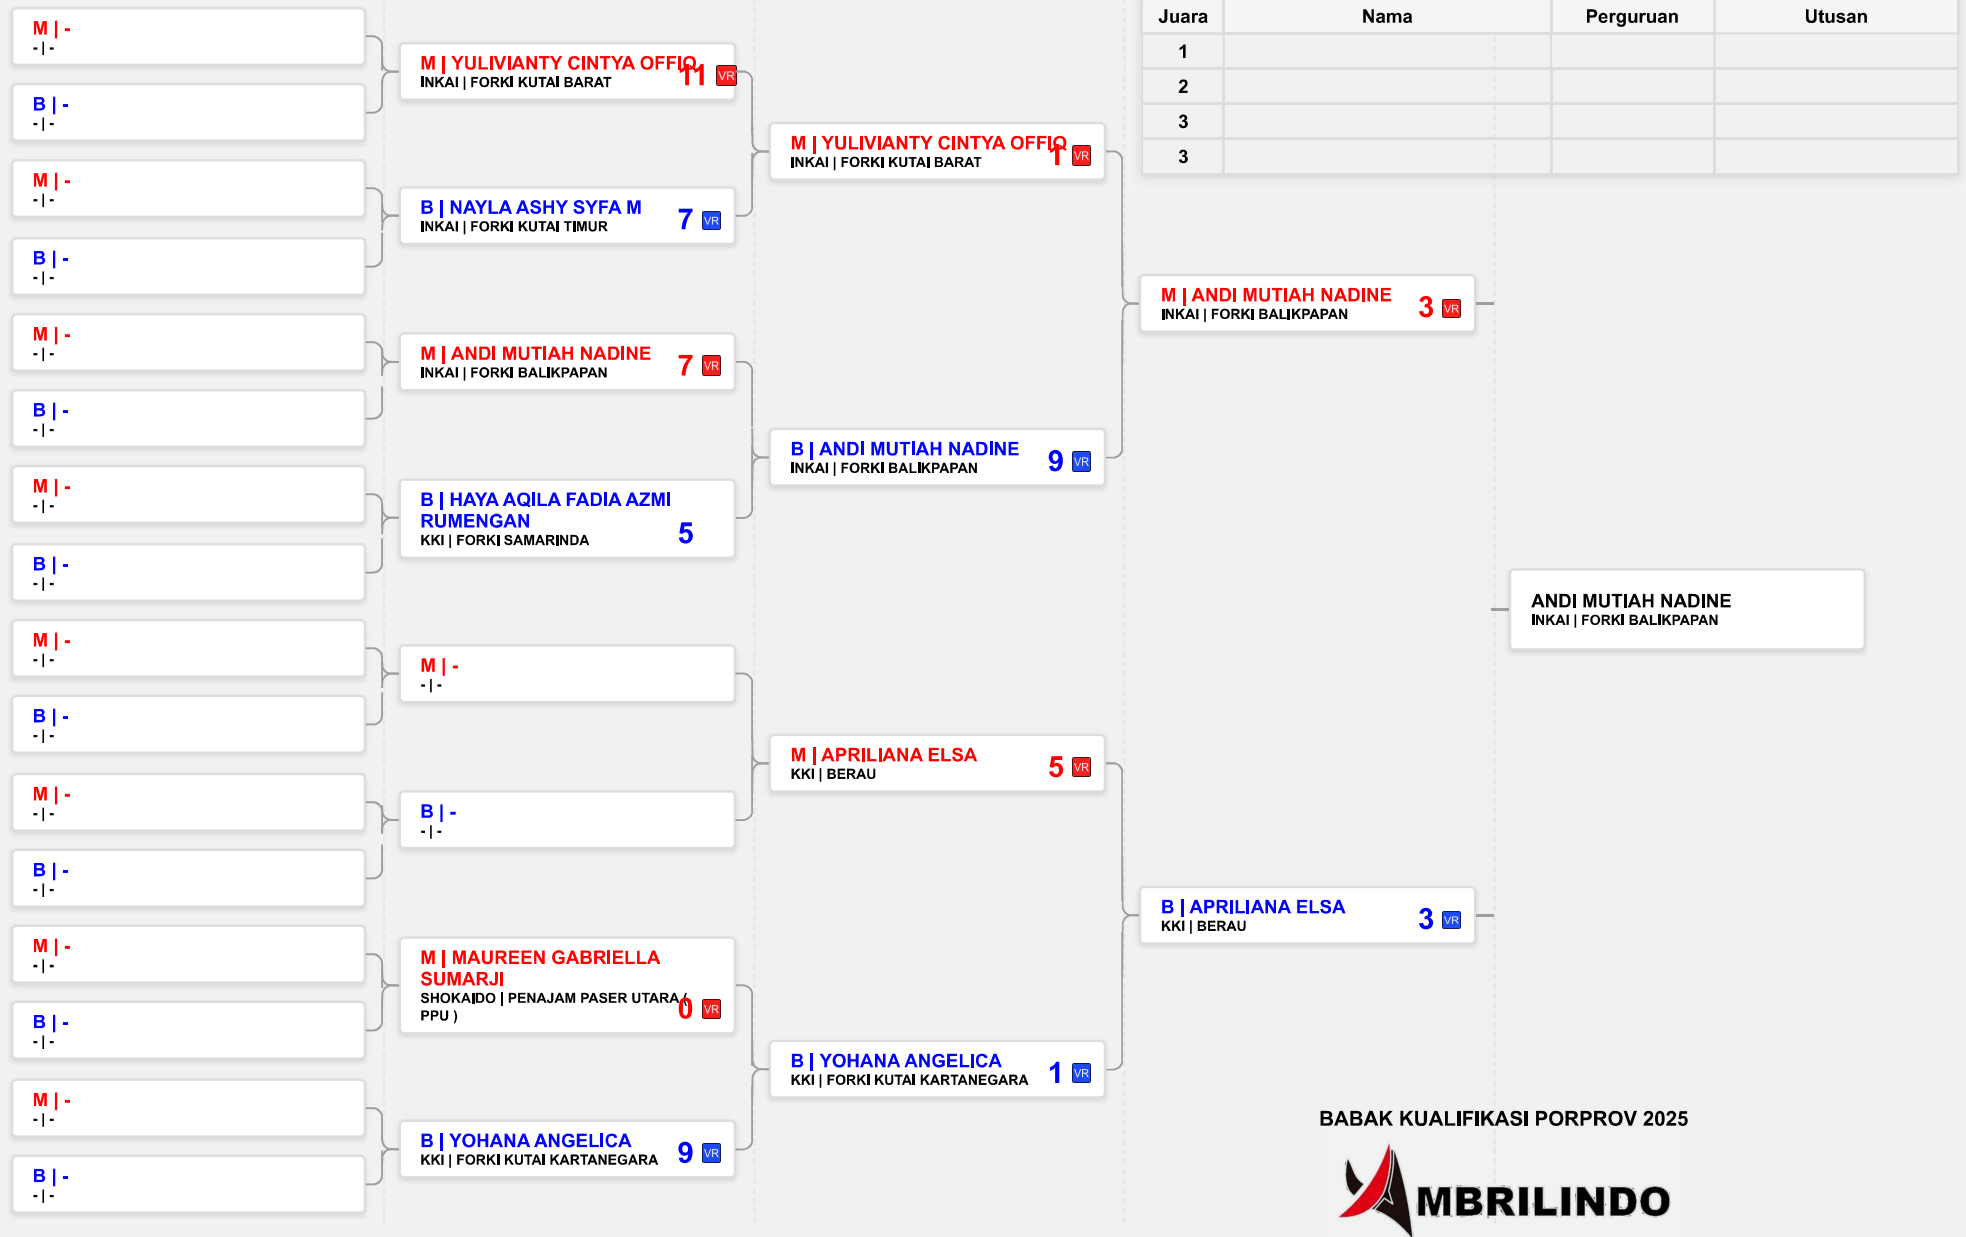 M | -
- | -
B | -
- | -
M | -
- | -
B | -
- | -
M | -
- | -
B | -
- | -
M | -
- | -
B | -
- | -
M | -
- | -
B | -
- | -
M | -
- | -
B | -
- | -
M | -
- | -
B | -
- | -
M | -
- | -
B | -
- | -
M | YULIVIANTY CINTYA OFFIO
INKAI | FORKI KUTAI BARAT
11 VR
B | NAYLA ASHY SYFA M
INKAI | FORKI KUTAI TIMUR
7 VR
M | ANDI MUTIAH NADINE
INKAI | FORKI BALIKPAPAN
7 VR
B | HAYA AQILA FADIA AZMI
RUMENGAN
KKI | FORKI SAMARINDA
5
M | -
- | -
B | -
- | -
M | MAUREEN GABRIELLA
SUMARJI
SHOKAIDO | PENAJAM PASER UTARA (
PPU )
0 VR
B | YOHANA ANGELICA
KKI | FORKI KUTAI KARTANEGARA
9 VR
M | YULIVIANTY CINTYA OFFIO
INKAI | FORKI KUTAI BARAT
1 VR
B | ANDI MUTIAH NADINE
INKAI | FORKI BALIKPAPAN
9 VR
M | APRILIANA ELSA
KKI | BERAU
5 VR
B | YOHANA ANGELICA
KKI | FORKI KUTAI KARTANEGARA
1 VR
Juara Nama Perguruan Utusan
1
2
3
3
M | ANDI MUTIAH NADINE
INKAI | FORKI BALIKPAPAN
3 VR
B | APRILIANA ELSA
KKI | BERAU
3 VR
ANDI MUTIAH NADINE
INKAI | FORKI BALIKPAPAN
BABAK KUALIFIKASI PORPROV 2025
MBRILINDO